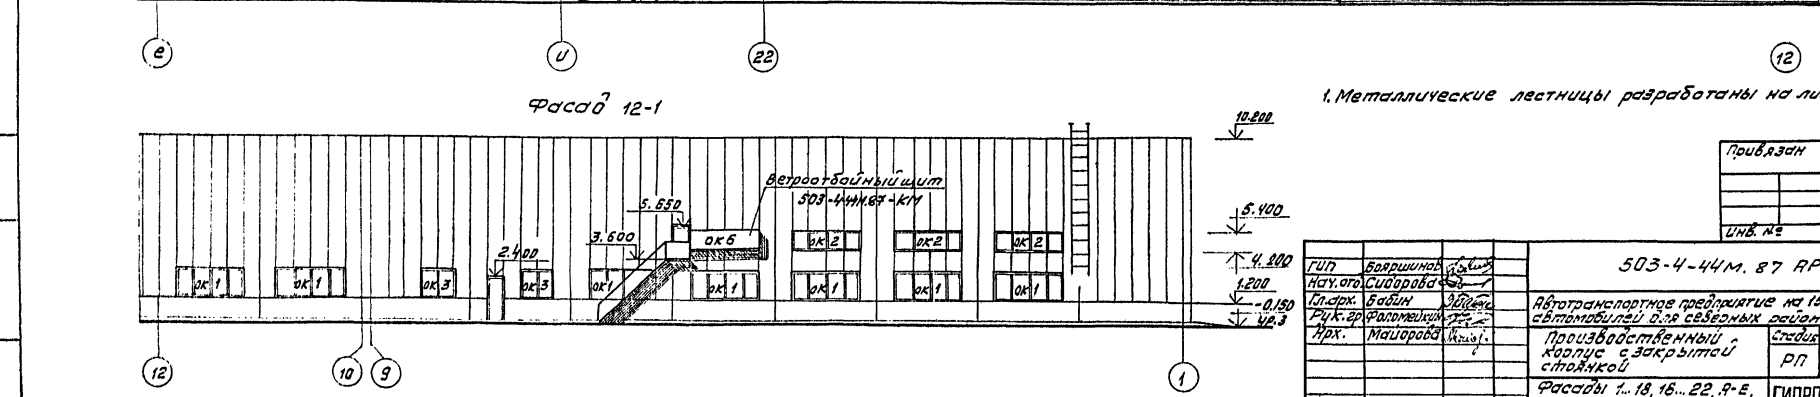 е
и
22
12
Фасад 12-1
1. Металлические лестницы разработаны на ли
10.200
Привязан
Ветроотбойный щит
503-4-44м.87-КМ
5.650
5.400
3.600
ок 6
ок 2
ок 2
ок 2
Инв. №
2.400
4.200
ок 1
ок 1
ок 3
ок 3
ок 1
ок 1
ок 1
ок 1
ок 1
1.200
-0.150
ур.з
12
10
9
1
ГИП Бояршинов
503-4-44м.87 АР
Нач.отд. Сидорова
Гл.арх. Бабин
Автотранспортное предприятие на 15
Рук.гр.
автомобилей для северных район
Арх. Майорова
Производственный
корпус с закрытой
стоянкой
Стадия
РП
Фасады 1...18, 16...22, А-Е,
ГИПРО